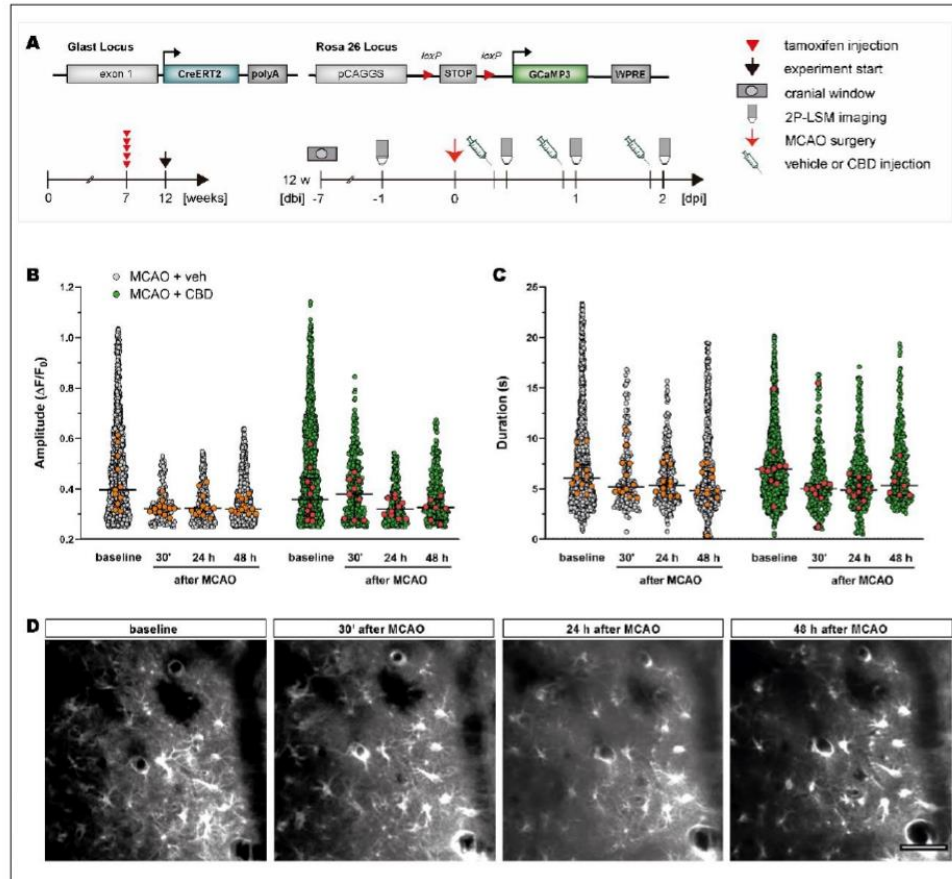 A
Glast Locus
exon 1
CreERT2
polyA
Rosa 26 Locus
loxP
loxP
pCAGGS
STOP
GCaMP3
WPRE
tamoxifen injection
experiment start
cranial window
2P-LSM imaging
MCAO surgery
vehicle or CBD injection
0
7
12
[weeks]
12 w
[dbi]
-7
-1
0
1
2
[dpi]
B
MCAO + veh
MCAO + CBD
Amplitude (ΔF/F0)
1.2
1.0
0.8
0.6
0.4
0.2
baseline 30' 24 h 48 h baseline 30' 24 h 48 h
after MCAO after MCAO
C
Duration (s)
25
20
15
10
5
0
baseline 30' 24 h 48 h baseline 30' 24 h 48 h
after MCAO after MCAO
D
baseline
30' after MCAO
24 h after MCAO
48 h after MCAO